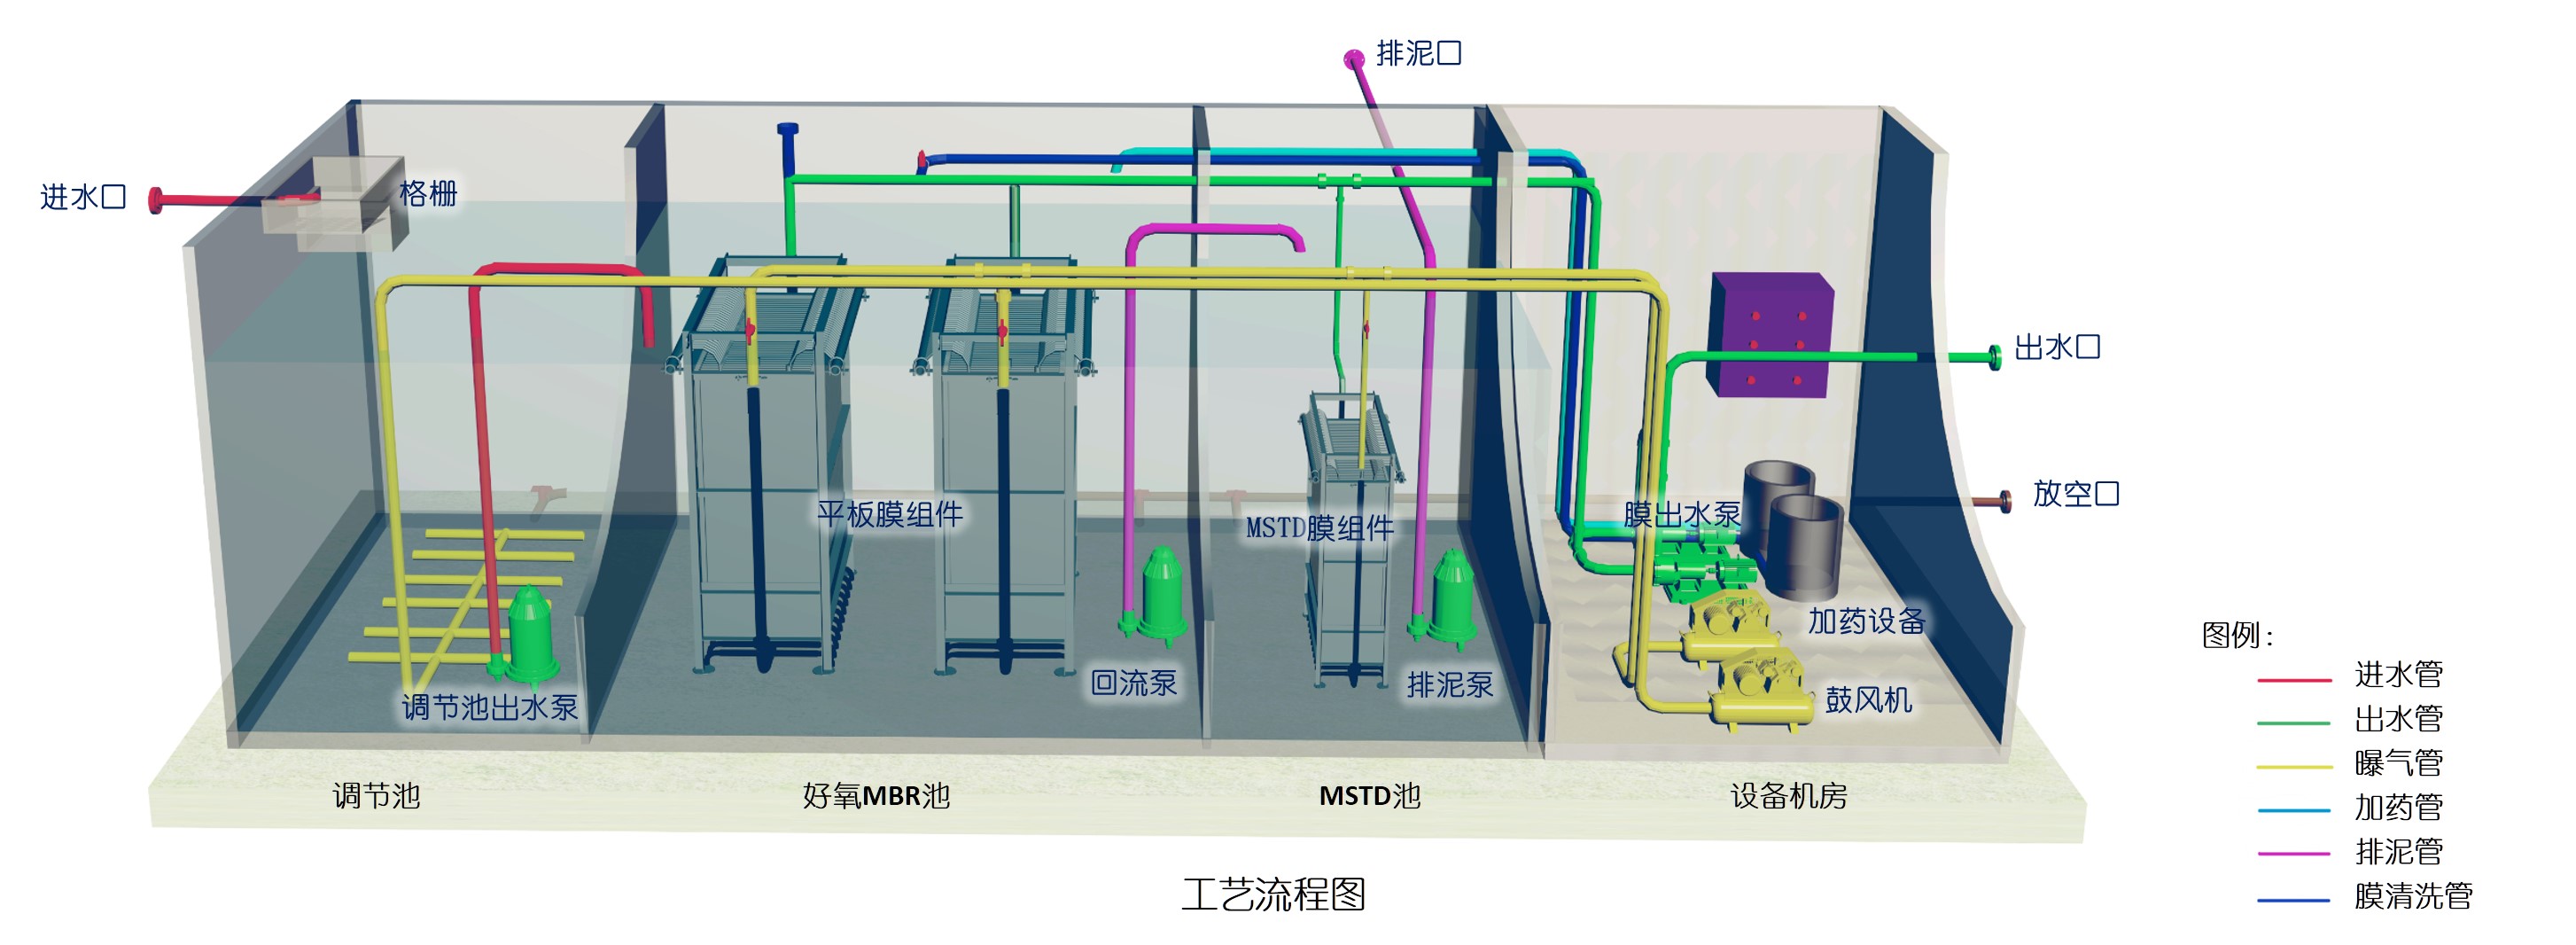 排泥口
进水口
格栅
出水口
放空口
平板膜组件
MSTD膜组件
膜出水泵
加药设备
回流泵
排泥泵
鼓风机
调节池出水泵
调节池
好氧MBR池
MSTD池
设备机房
图例：
进水管
出水管
曝气管
加药管
排泥管
膜清洗管
工艺流程图